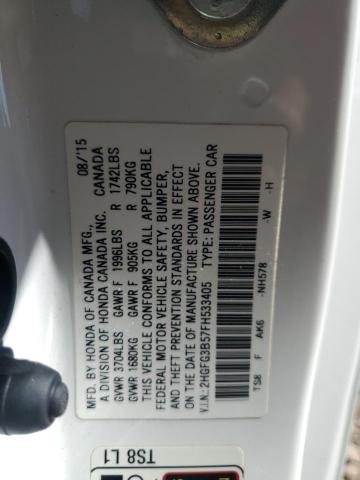 MFD. BY HONDA OF CANADA MFG., 08/'15
A DIVISION OF HONDA CANADA INC. CANADA
GVWR 3704LBS GAWR F 1996LBS R 1742LBS
GVWR 1680KG GAWR F 905KG R 790KG
THIS VEHICLE CONFORMS TO ALL APPLICABLE
FEDERAL MOTOR VEHICLE SAFETY, BUMPER,
AND THEFT PREVENTION STANDARDS IN EFFECT
ON THE DATE OF MANUFACTURE SHOWN ABOVE.
V.I.N.: 2HGFG3B57FH533405 TYPE: PASSENGER CAR
TS8 F AK6 -NH578 -W -H
TS8 L1